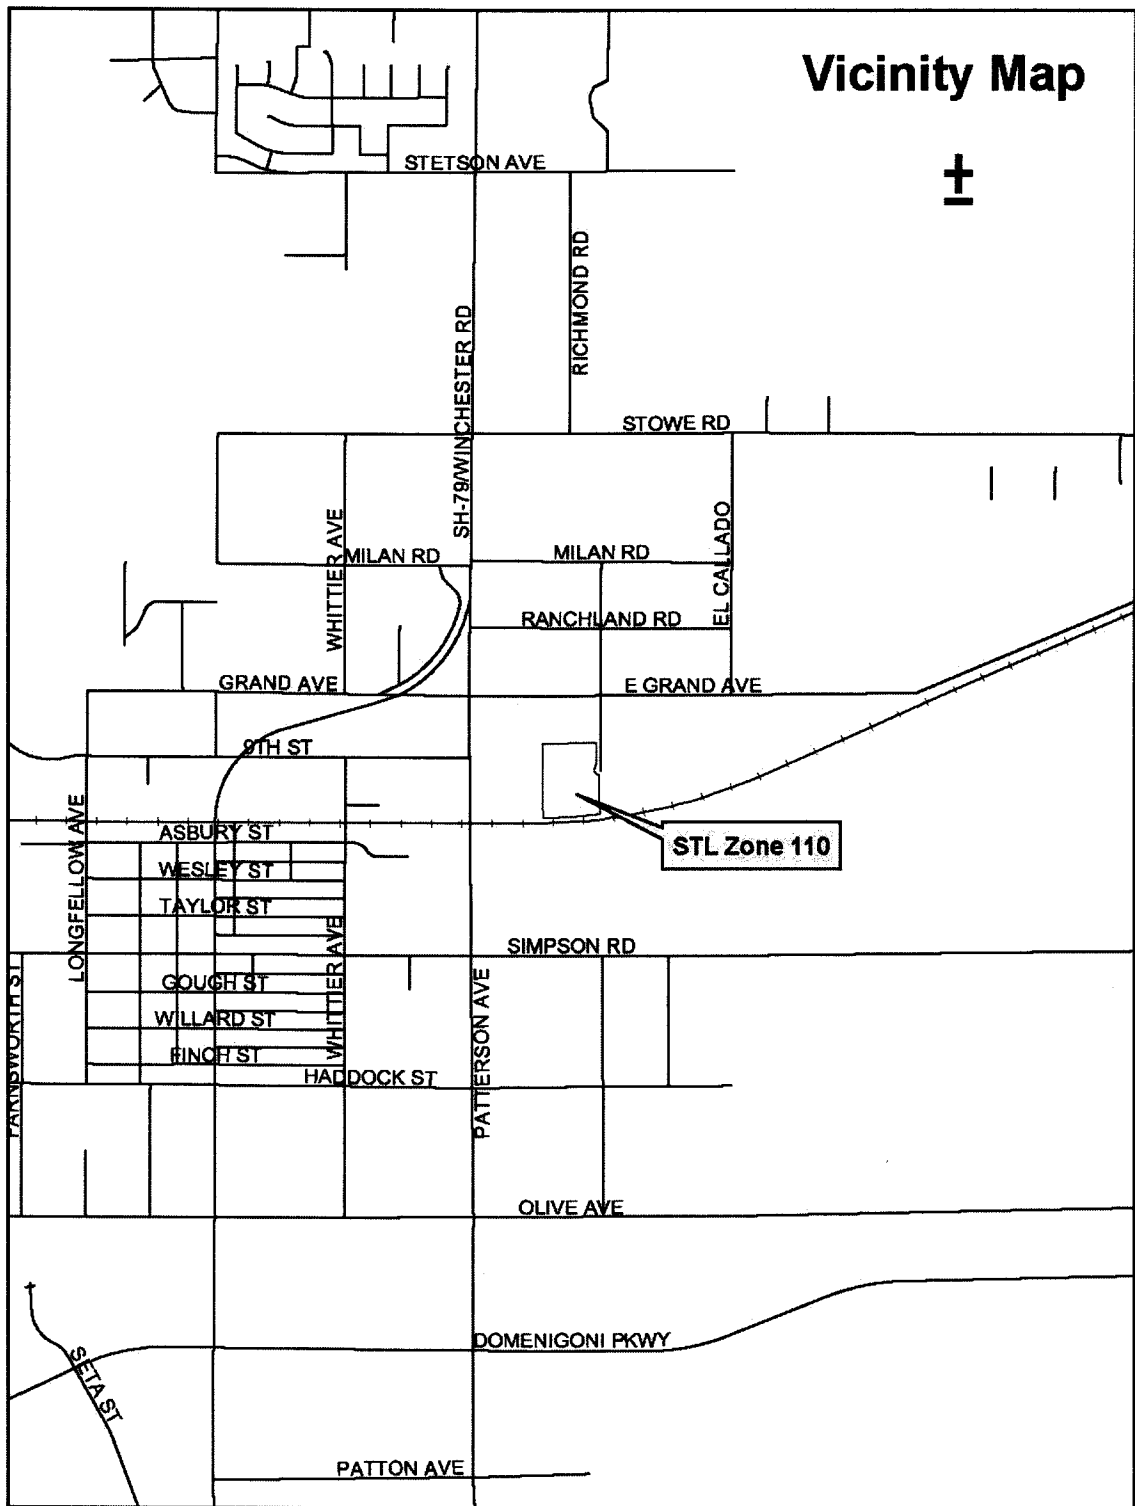 Vicinity Map
±
STETSON AVE
RICHMOND RD
SH-79/WINCHESTER RD
STOWE RD
WHITTIER AVE
MILAN RD
MILAN RD
EL CALLADO
RANCHLAND RD
GRAND AVE
E GRAND AVE
9TH ST
LONGFELLOW AVE
ASBURY ST
STL Zone 110
WESLEY ST
TAYLOR ST
WHITTIER AVE
SIMPSON RD
FARNSWORTH ST
GOUGH ST
PATTERSON AVE
WILLARD ST
FINCH ST
HADDOCK ST
OLIVE AVE
DOMENIGONI PKWY
SETA ST
PATTON AVE